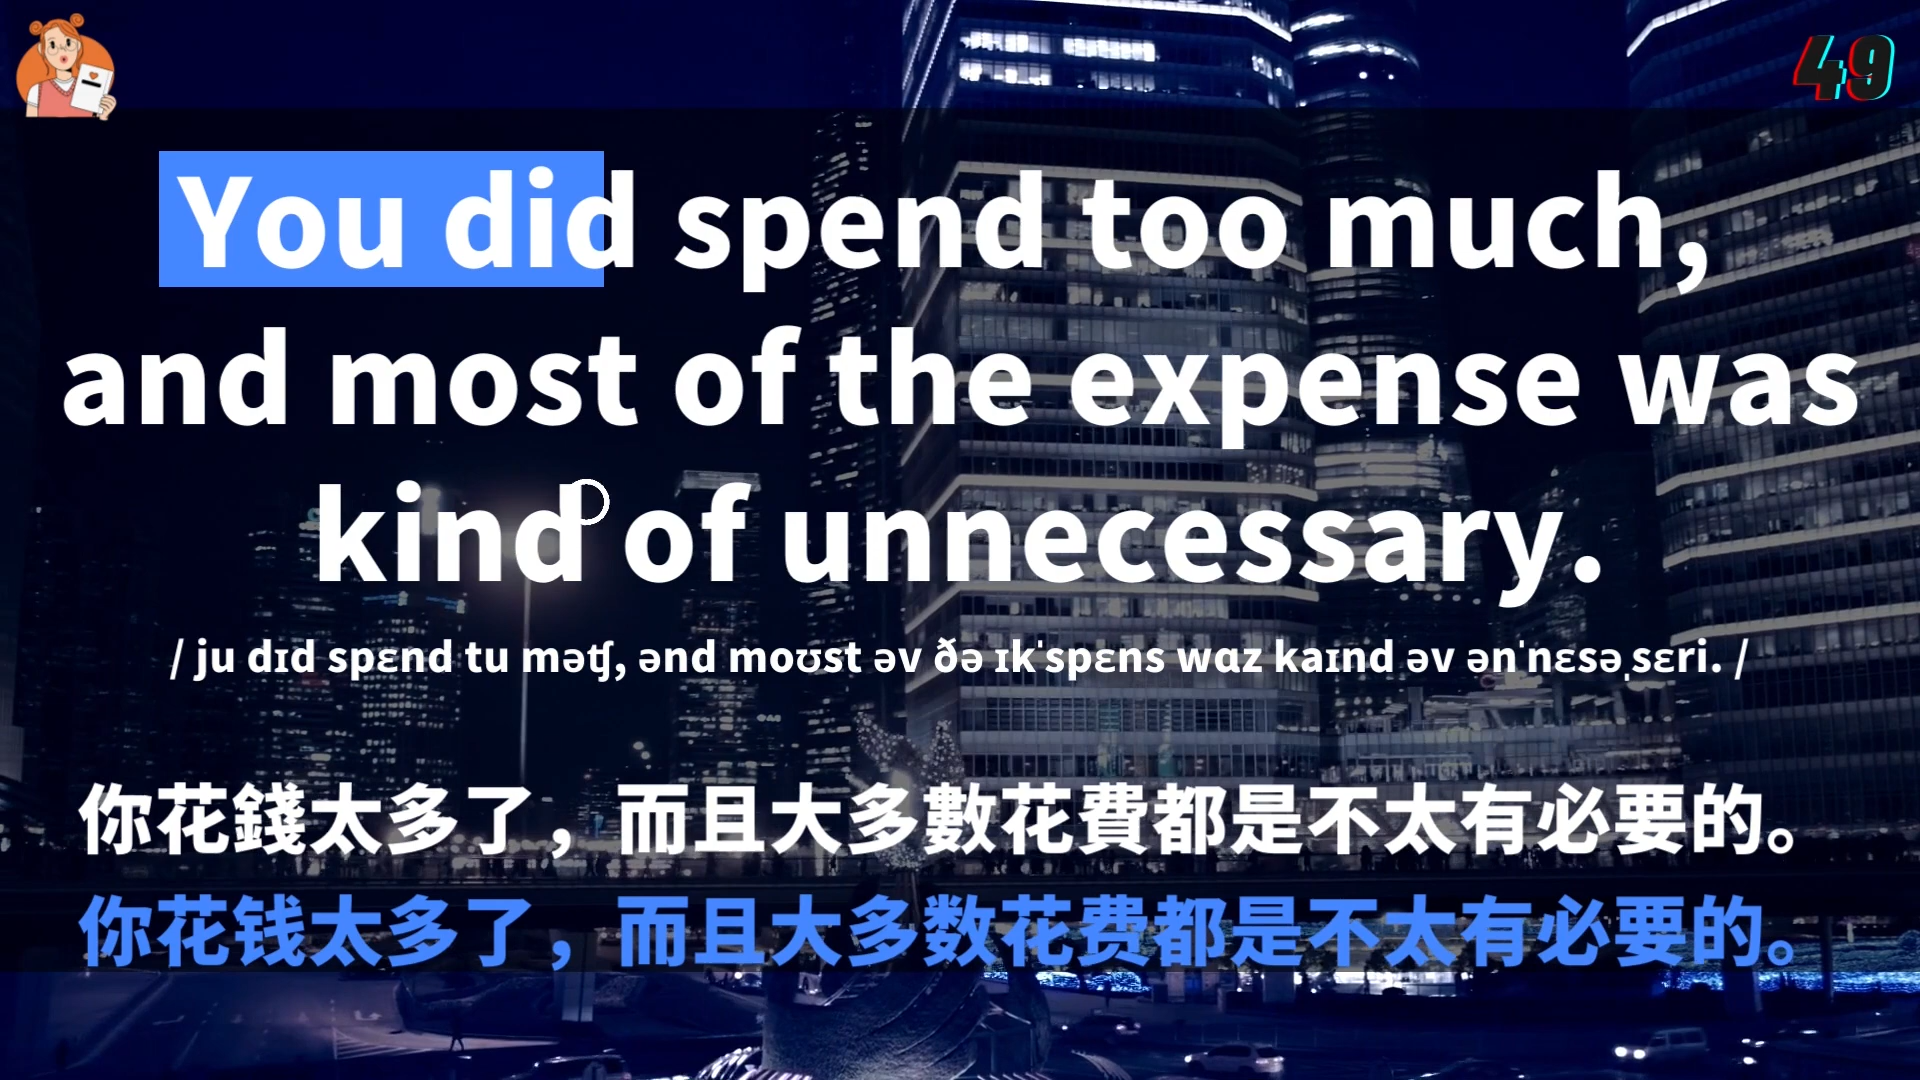 49
You did spend too much,
and most of the expense was
kind of unnecessary.
/ ju dɪd spɛnd tu məʧ, ənd moʊst əv ðə ɪkˈspɛns wɑz kaɪnd əv ənˈnɛsəˌsɛri. /
你花錢太多了，而且大多數花費都是不太有必要的。
你花钱太多了，而且大多数花费都是不太有必要的。